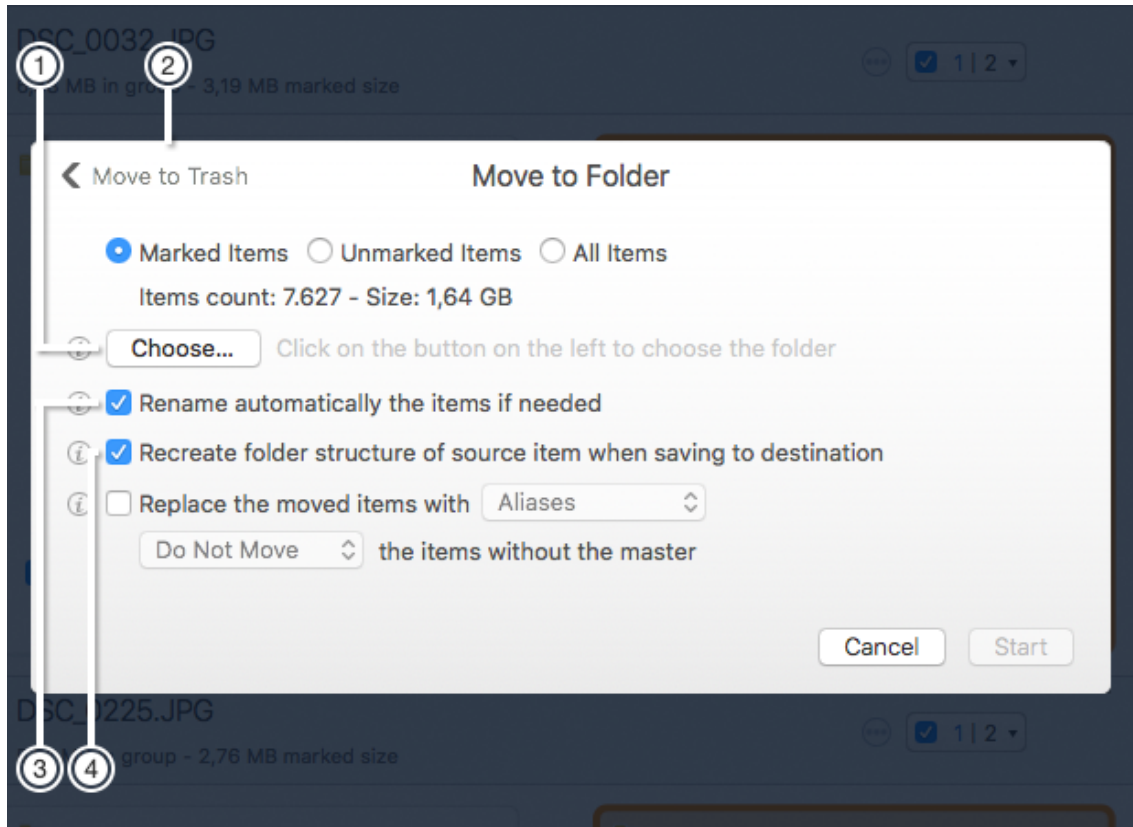 DSC_0032.JPG
1 2
MB in group - 3,19 MB marked size
1 | 2
Move to Trash
Move to Folder
Marked Items Unmarked Items All Items
Items count: 7.627 - Size: 1,64 GB
Choose... Click on the button on the left to choose the folder
Rename automatically the items if needed
Recreate folder structure of source item when saving to destination
Replace the moved items with Aliases
Do Not Move the items without the master
Cancel Start
DSC_0225.JPG
1 | 2
group - 2,76 MB marked size
3 4